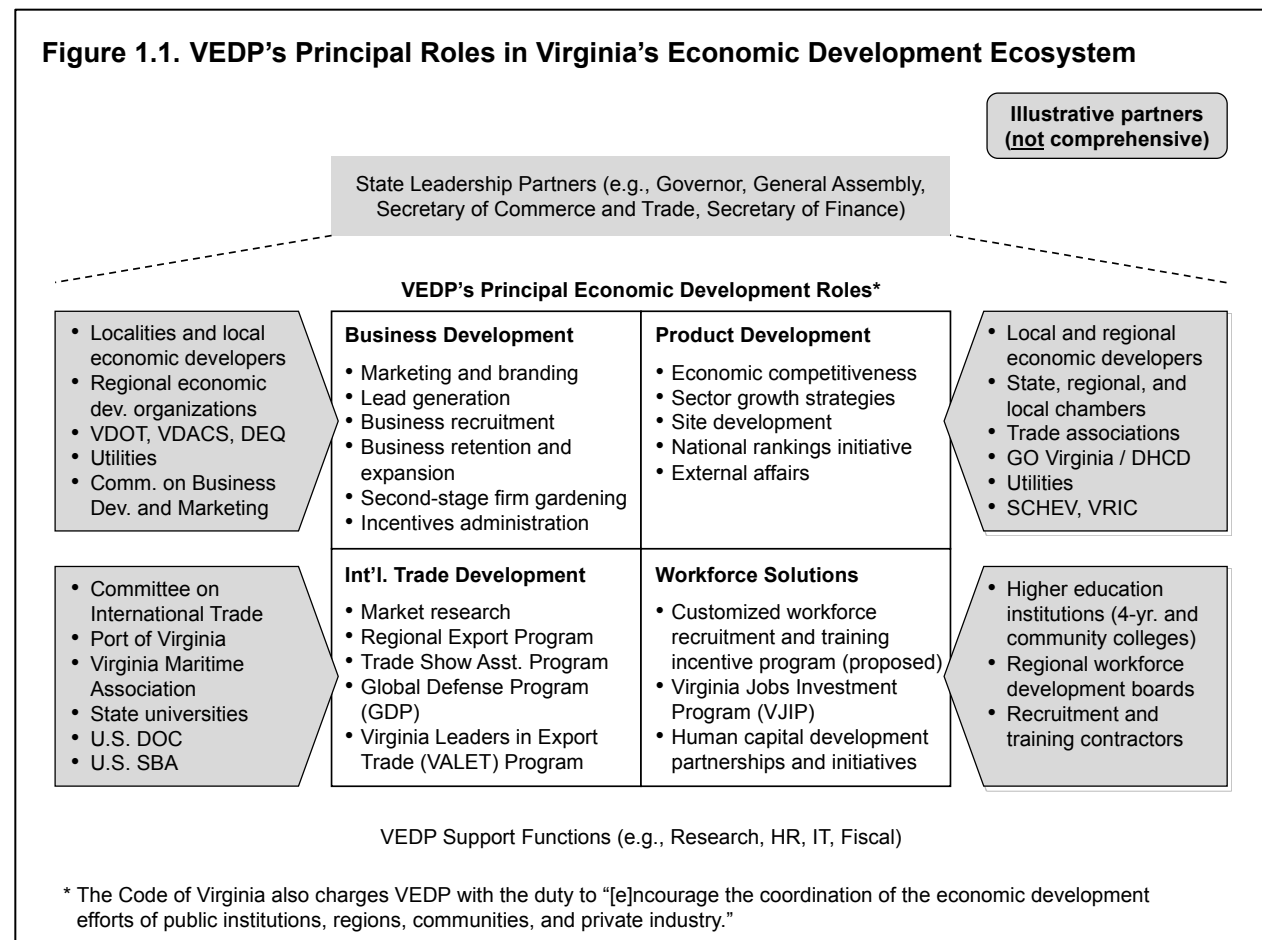 Figure 1.1. VEDP's Principal Roles in Virginia's Economic Development Ecosystem
Illustrative partners
(not comprehensive)
State Leadership Partners (e.g., Governor, General Assembly,
Secretary of Commerce and Trade, Secretary of Finance)
VEDP's Principal Economic Development Roles*
• Localities and local
economic developers
• Regional economic
dev. organizations
• VDOT, VDACS, DEQ
• Utilities
• Comm. on Business
Dev. and Marketing
Business Development
• Marketing and branding
• Lead generation
• Business recruitment
• Business retention and
expansion
• Second-stage firm gardening
• Incentives administration
Product Development
• Economic competitiveness
• Sector growth strategies
• Site development
• National rankings initiative
• External affairs
• Local and regional
economic developers
• State, regional, and
local chambers
• Trade associations
• GO Virginia / DHCD
• Utilities
• SCHEV, VRIC
• Committee on
International Trade
• Port of Virginia
• Virginia Maritime
Association
• State universities
• U.S. DOC
• U.S. SBA
Int'l. Trade Development
• Market research
• Regional Export Program
• Trade Show Asst. Program
• Global Defense Program
(GDP)
• Virginia Leaders in Export
Trade (VALET) Program
Workforce Solutions
• Customized workforce
recruitment and training
incentive program (proposed)
• Virginia Jobs Investment
Program (VJIP)
• Human capital development
partnerships and initiatives
• Higher education
institutions (4-yr. and
community colleges)
• Regional workforce
development boards
• Recruitment and
training contractors
VEDP Support Functions (e.g., Research, HR, IT, Fiscal)
* The Code of Virginia also charges VEDP with the duty to "[e]ncourage the coordination of the economic development
efforts of public institutions, regions, communities, and private industry."